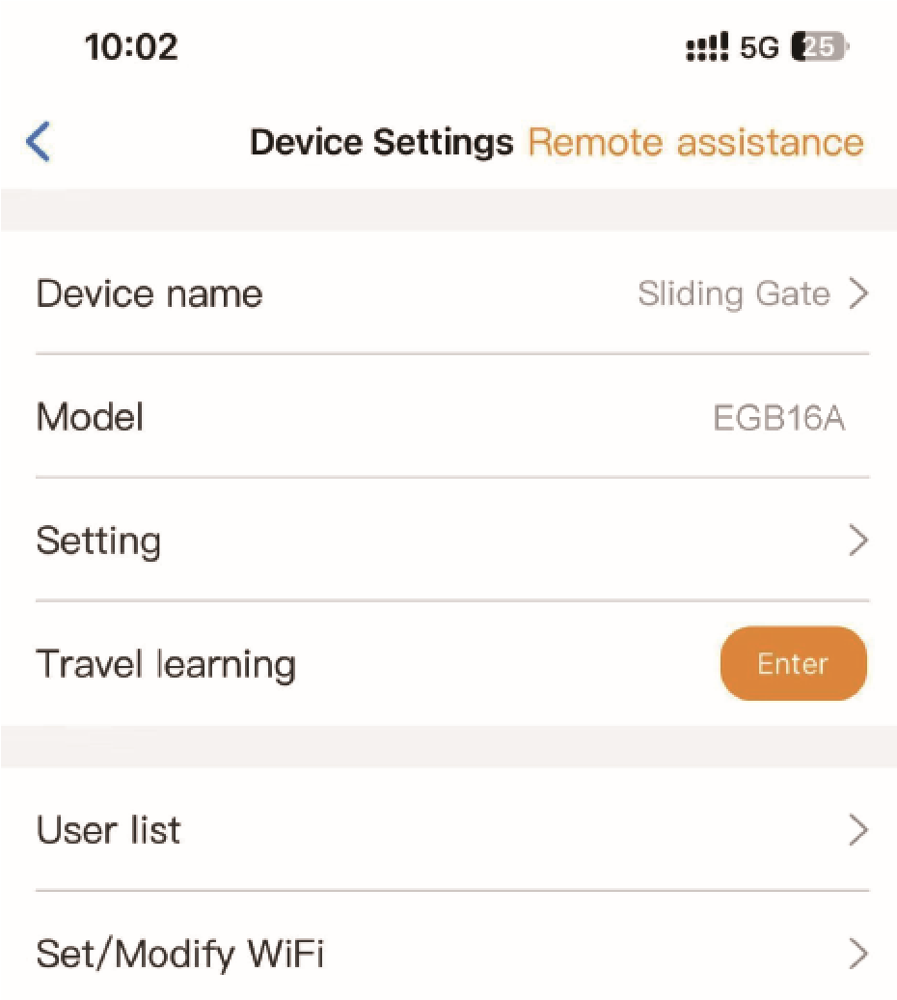 10:02 5G 25
Device Settings Remote assistance
Device name Sliding Gate
Model EGB16A
Setting
Travel learning Enter
User list
Set/Modify WiFi